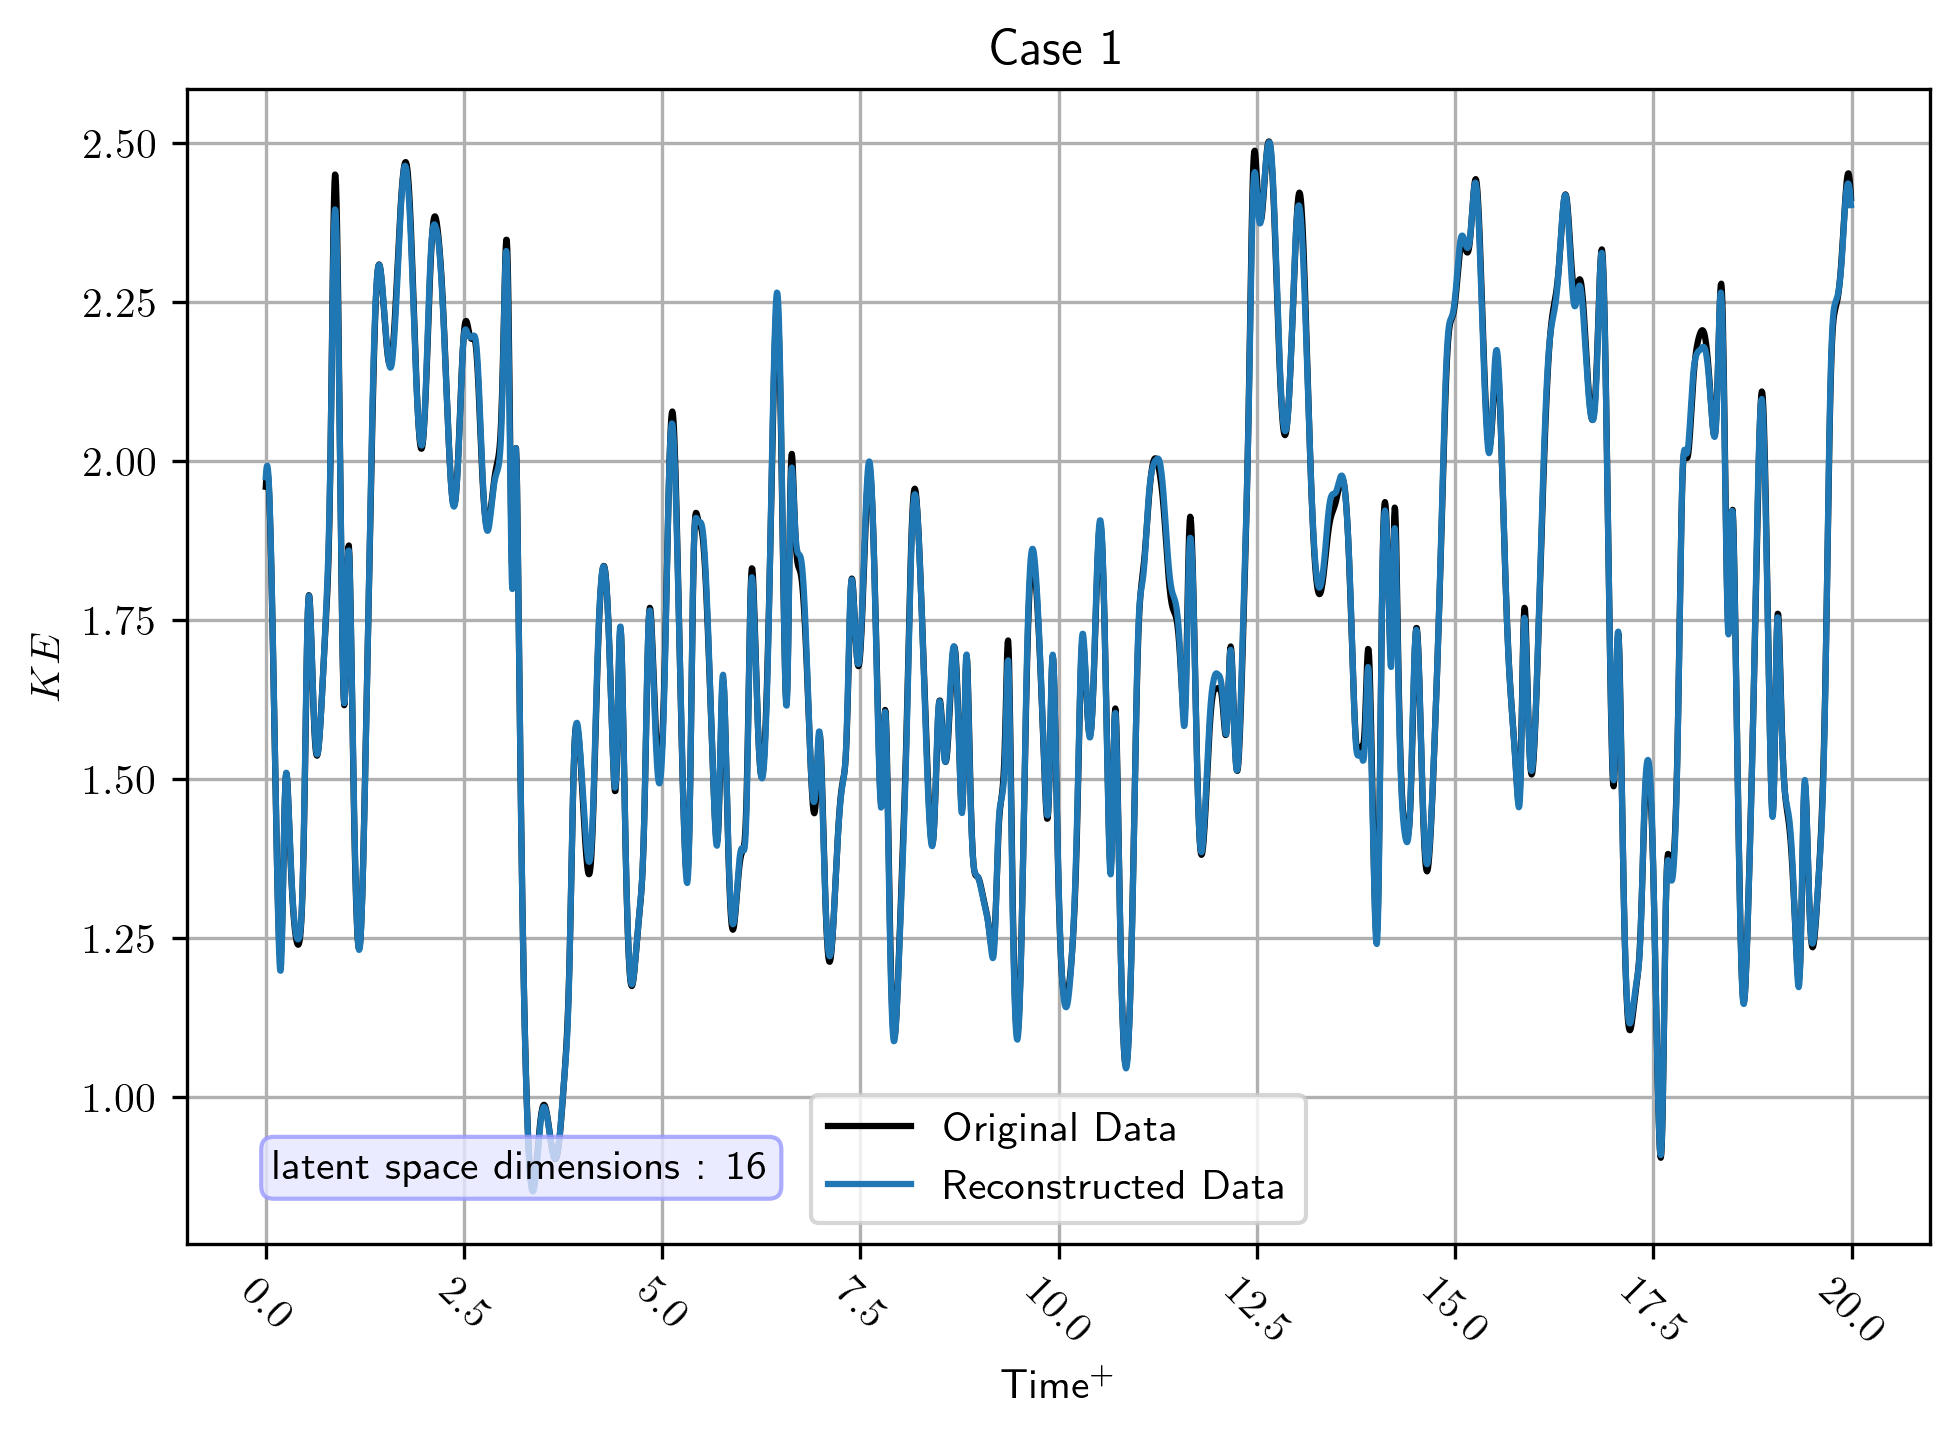 Case 1
2.50
2.25
2.00
1.75
1.50
1.25
1.00
KE
latent space dimensions : 16
Original Data
Reconstructed Data
0.0 2.5 5.0 7.5 10.0 12.5 15.0 17.5 20.0
Time⁺